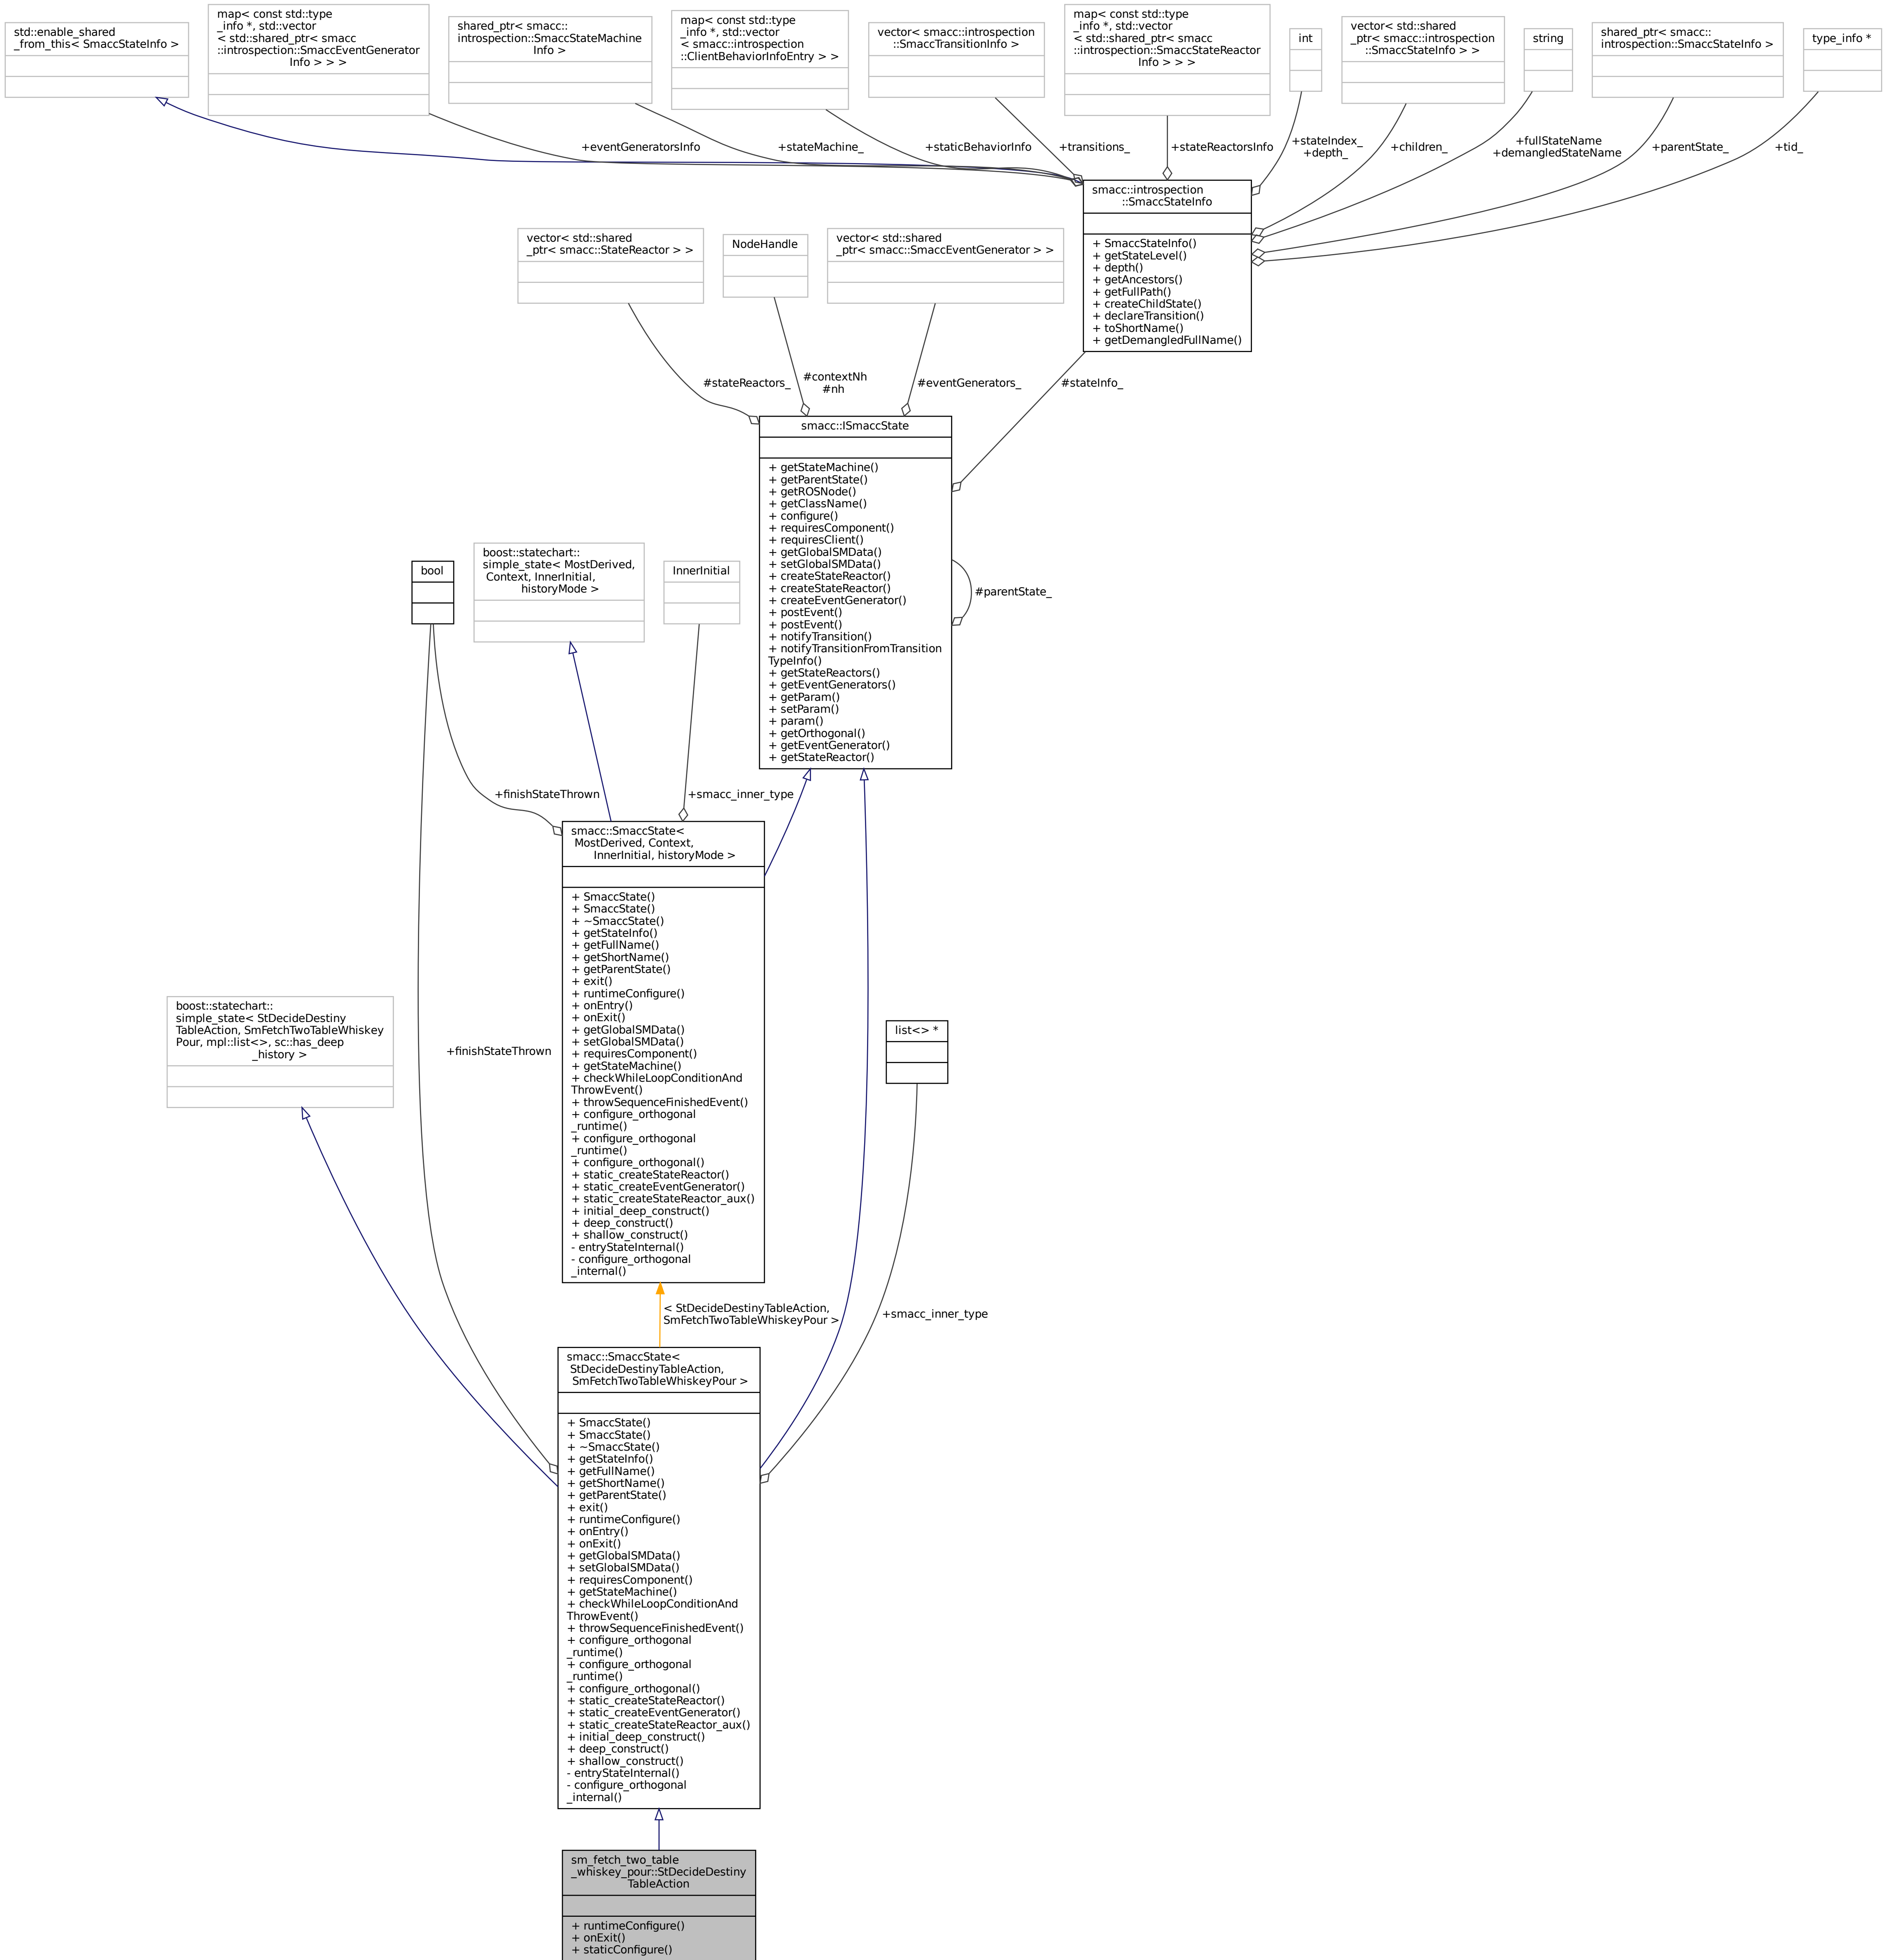 std::enable_shared
_from_this< SmaccStateInfo >
map< const std::type
_info *, std::vector
< std::shared_ptr< smacc
::introspection::SmaccEventGenerator
Info > > >
shared_ptr< smacc::
introspection::SmaccStateMachine
Info >
map< const std::type
_info *, std::vector
< smacc::introspection
::ClientBehaviorInfoEntry > >
vector< smacc::introspection
::SmaccTransitionInfo >
map< const std::type
_info *, std::vector
< std::shared_ptr< smacc
::introspection::SmaccStateReactor
Info > > >
int
vector< std::shared
_ptr< smacc::introspection
::SmaccStateInfo > >
string
shared_ptr< smacc::
introspection::SmaccStateInfo >
type_info *
+eventGeneratorsInfo
+stateMachine_
+staticBehaviorInfo
+transitions_
+stateReactorsInfo
+stateIndex_
+depth_
+children_
+fullStateName
+demangledStateName
+parentState_
+tid_
smacc::introspection
::SmaccStateInfo
+ SmaccStateInfo()
+ getStateLevel()
+ depth()
+ getAncestors()
+ getFullPath()
+ createChildState()
+ declareTransition()
+ toShortName()
+ getDemangledFullName()
vector< std::shared
_ptr< smacc::StateReactor > >
NodeHandle
vector< std::shared
_ptr< smacc::SmaccEventGenerator > >
#stateReactors_
#contextNh
#nh
#eventGenerators_
#stateInfo_
smacc::ISmaccState
+ getStateMachine()
+ getParentState()
+ getROSNode()
+ getClassName()
+ configure()
+ requiresComponent()
+ requiresClient()
+ getGlobalSMData()
+ setGlobalSMData()
+ createStateReactor()
+ createStateReactor()
+ createEventGenerator()
+ postEvent()
+ postEvent()
+ notifyTransition()
+ notifyTransitionFromTransition
TypeInfo()
+ getStateReactors()
+ getEventGenerators()
+ getParam()
+ setParam()
+ param()
+ getOrthogonal()
+ getEventGenerator()
+ getStateReactor()
#parentState_
bool
boost::statechart::
simple_state< MostDerived,
Context, InnerInitial,
historyMode >
InnerInitial
+finishStateThrown
+smacc_inner_type
smacc::SmaccState<
MostDerived, Context,
InnerInitial, historyMode >
+ SmaccState()
+ SmaccState()
+ ~SmaccState()
+ getStateInfo()
+ getFullName()
+ getShortName()
+ getParentState()
+ exit()
+ runtimeConfigure()
+ onEntry()
+ onExit()
+ getGlobalSMData()
+ setGlobalSMData()
+ requiresComponent()
+ getStateMachine()
+ checkWhileLoopConditionAnd
ThrowEvent()
+ throwSequenceFinishedEvent()
+ configure_orthogonal
_runtime()
+ configure_orthogonal
_runtime()
+ configure_orthogonal()
+ static_createStateReactor()
+ static_createEventGenerator()
+ static_createStateReactor_aux()
+ initial_deep_construct()
+ deep_construct()
+ shallow_construct()
- entryStateInternal()
- configure_orthogonal
_internal()
boost::statechart::
simple_state< StDecideDestiny
TableAction, SmFetchTwoTableWhiskey
Pour, mpl::list<>, sc::has_deep
_history >
+finishStateThrown
list<> *
< StDecideDestinyTableAction,
SmFetchTwoTableWhiskeyPour >
+smacc_inner_type
smacc::SmaccState<
StDecideDestinyTableAction,
SmFetchTwoTableWhiskeyPour >
+ SmaccState()
+ SmaccState()
+ ~SmaccState()
+ getStateInfo()
+ getFullName()
+ getShortName()
+ getParentState()
+ exit()
+ runtimeConfigure()
+ onEntry()
+ onExit()
+ getGlobalSMData()
+ setGlobalSMData()
+ requiresComponent()
+ getStateMachine()
+ checkWhileLoopConditionAnd
ThrowEvent()
+ throwSequenceFinishedEvent()
+ configure_orthogonal
_runtime()
+ configure_orthogonal
_runtime()
+ configure_orthogonal()
+ static_createStateReactor()
+ static_createEventGenerator()
+ static_createStateReactor_aux()
+ initial_deep_construct()
+ deep_construct()
+ shallow_construct()
- entryStateInternal()
- configure_orthogonal
_internal()
sm_fetch_two_table
_whiskey_pour::StDecideDestiny
TableAction
+ runtimeConfigure()
+ onExit()
+ staticConfigure()